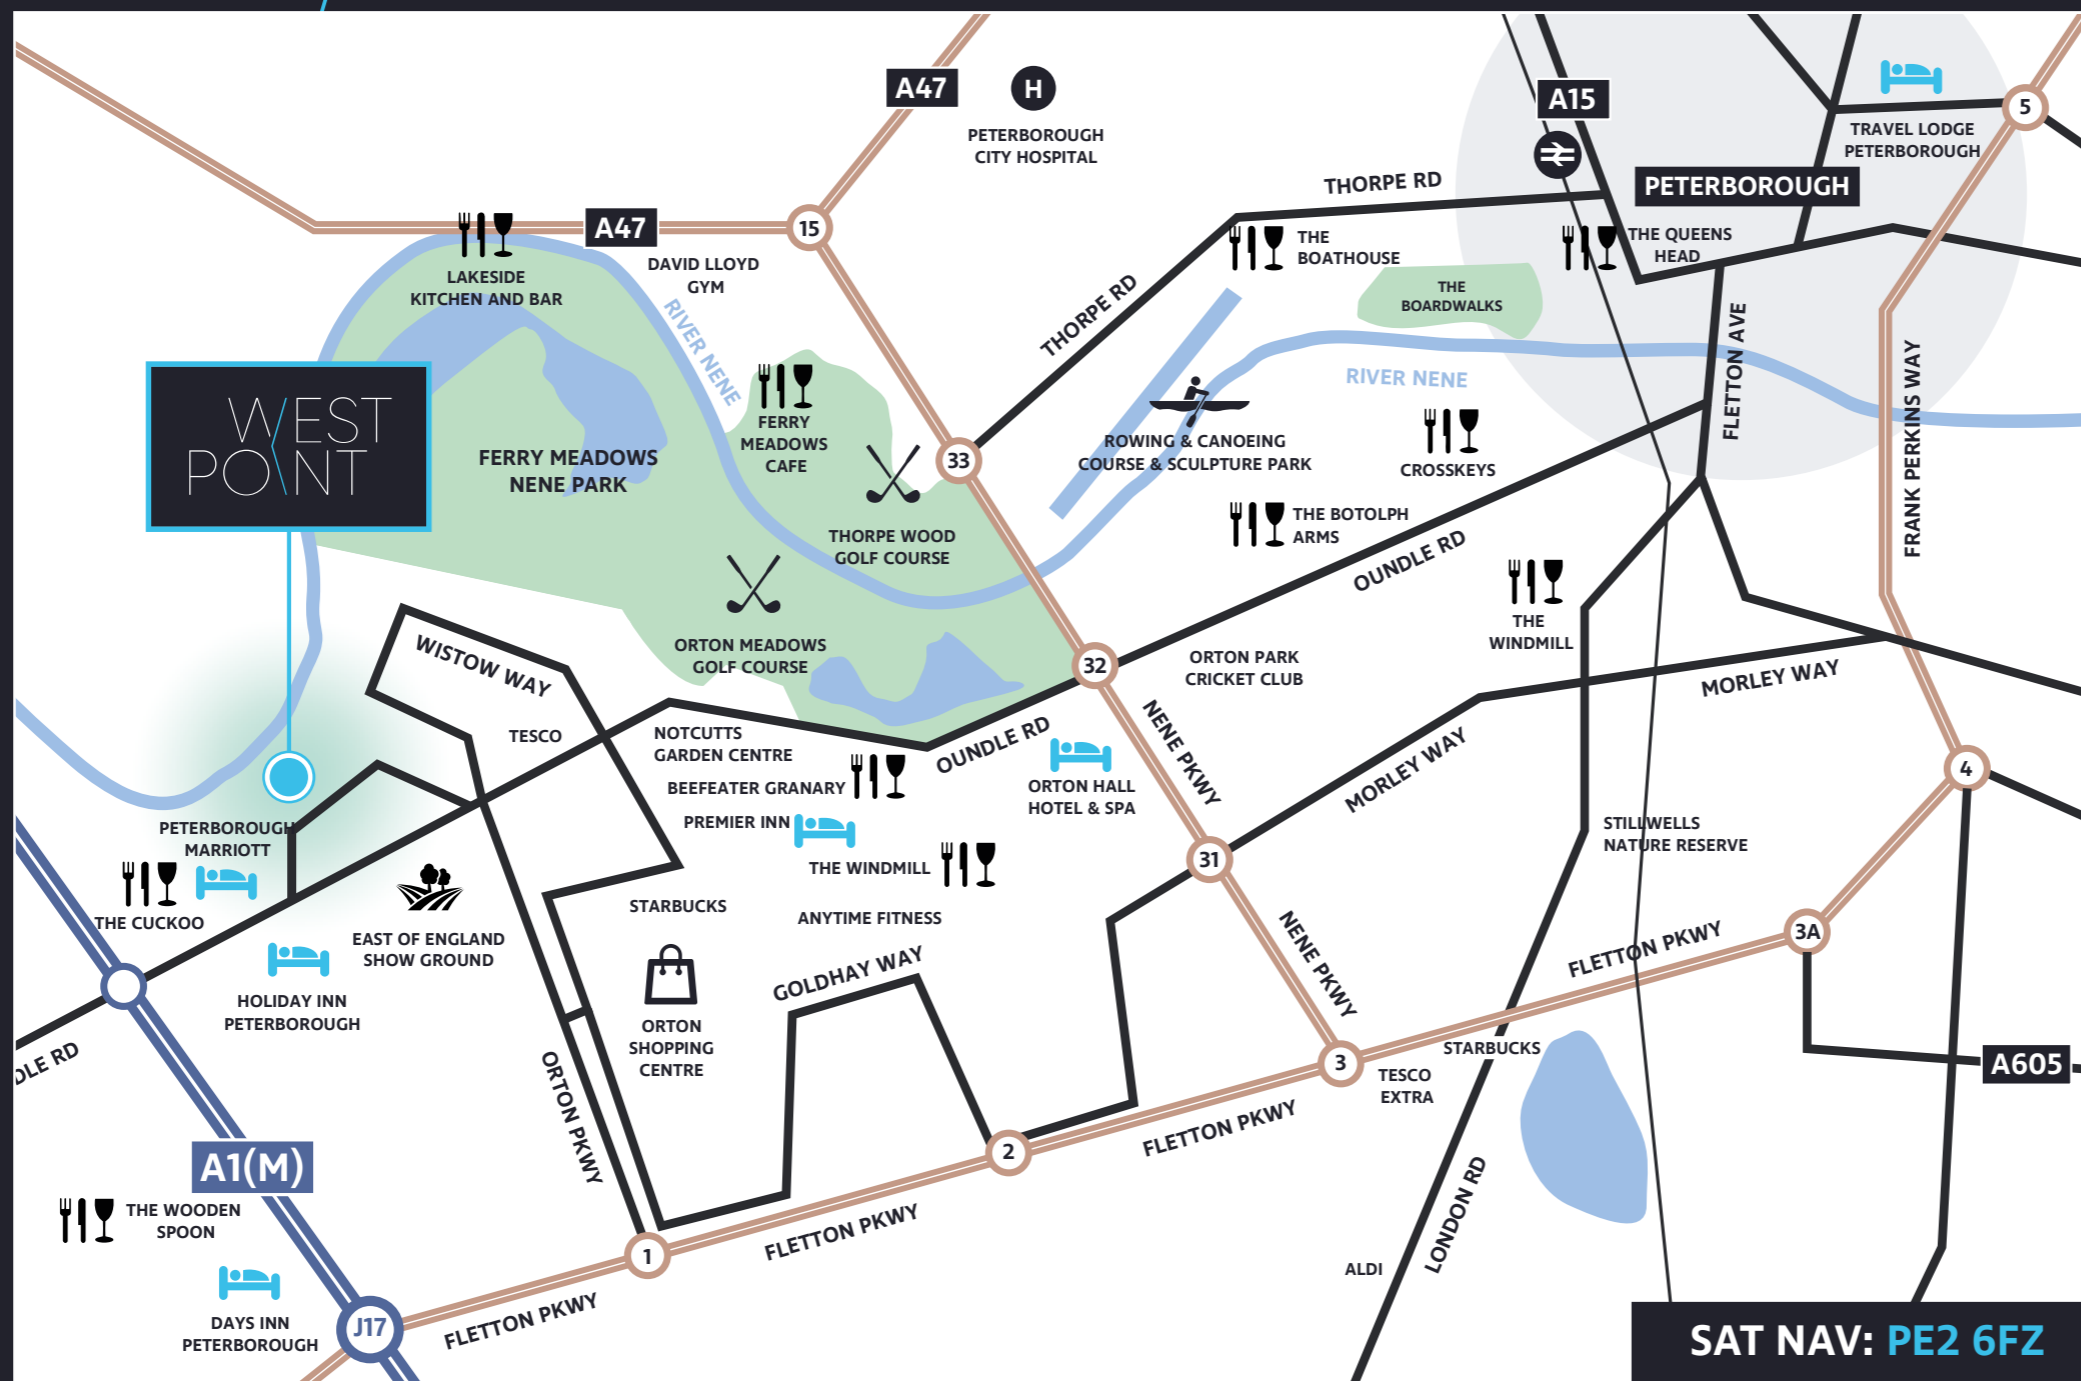 A47
H
PETERBOROUGH
CITY HOSPITAL
A15
TRAVEL LODGE
PETERBOROUGH
5
PETERBOROUGH
THORPE RD
A47
15
LAKESIDE
KITCHEN AND BAR
DAVID LLOYD
GYM
RIVER NENE
THE
BOATHOUSE
THE QUEENS
HEAD
THE
BOARDWALKS
THORPE RD
FLETTON AVE
FRANK PERKINS WAY
RIVER NENE
WEST
POINT
FERRY MEADOWS
NENE PARK
FERRY
MEADOWS
CAFE
33
ROWING & CANOEING
COURSE & SCULPTURE PARK
CROSSKEYS
THORPE WOOD
GOLF COURSE
THE BOTOLPH
ARMS
OUNDLE RD
ORTON MEADOWS
GOLF COURSE
THE
WINDMILL
WISTOW WAY
32
ORTON PARK
CRICKET CLUB
MORLEY WAY
TESCO
NOTCUTTS
GARDEN CENTRE
OUNDLE RD
NENE PKWY
BEEFEATER GRANARY
ORTON HALL
HOTEL & SPA
MORLEY WAY
4
PREMIER INN
PETERBOROUGH
MARRIOTT
THE WINDMILL
31
STILLWELLS
NATURE RESERVE
THE CUCKOO
STARBUCKS
ANYTIME FITNESS
EAST OF ENGLAND
SHOW GROUND
3A
FLETTON PKWY
NENE PKWY
GOLDHAY WAY
HOLIDAY INN
PETERBOROUGH
ORTON
SHOPPING
CENTRE
STARBUCKS
3
TESCO
EXTRA
A605
DLE RD
ORTON PKWY
A1(M)
2
FLETTON PKWY
THE WOODEN
SPOON
FLETTON PKWY
LONDON RD
1
ALDI
DAYS INN
PETERBOROUGH
J17
FLETTON PKWY
SAT NAV: PE2 6FZ